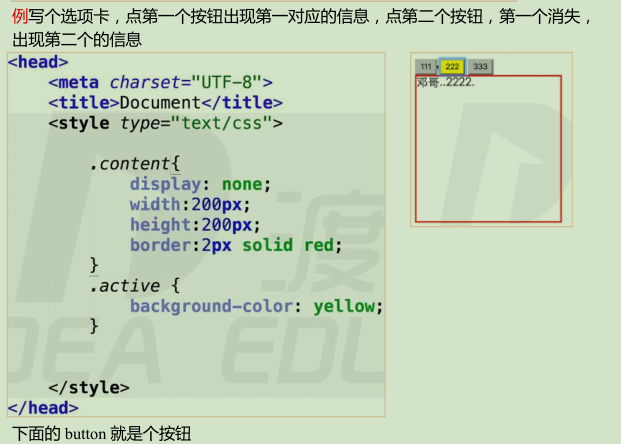 例写个选项卡，点第一个按钮出现第一对应的信息，点第二个按钮，第一个消失，
出现第二个的信息
<head>
    <meta charset="UTF-8">
    <title>Document</title>
    <style type="text/css">
        .content{
            display: none;
            width:200px;
            height:200px;
            border:2px solid red;
        }
        .active {
            background-color: yellow;
        }
    </style>
</head>
111 222 333
邓哥..2222.
下面的 button 就是个按钮